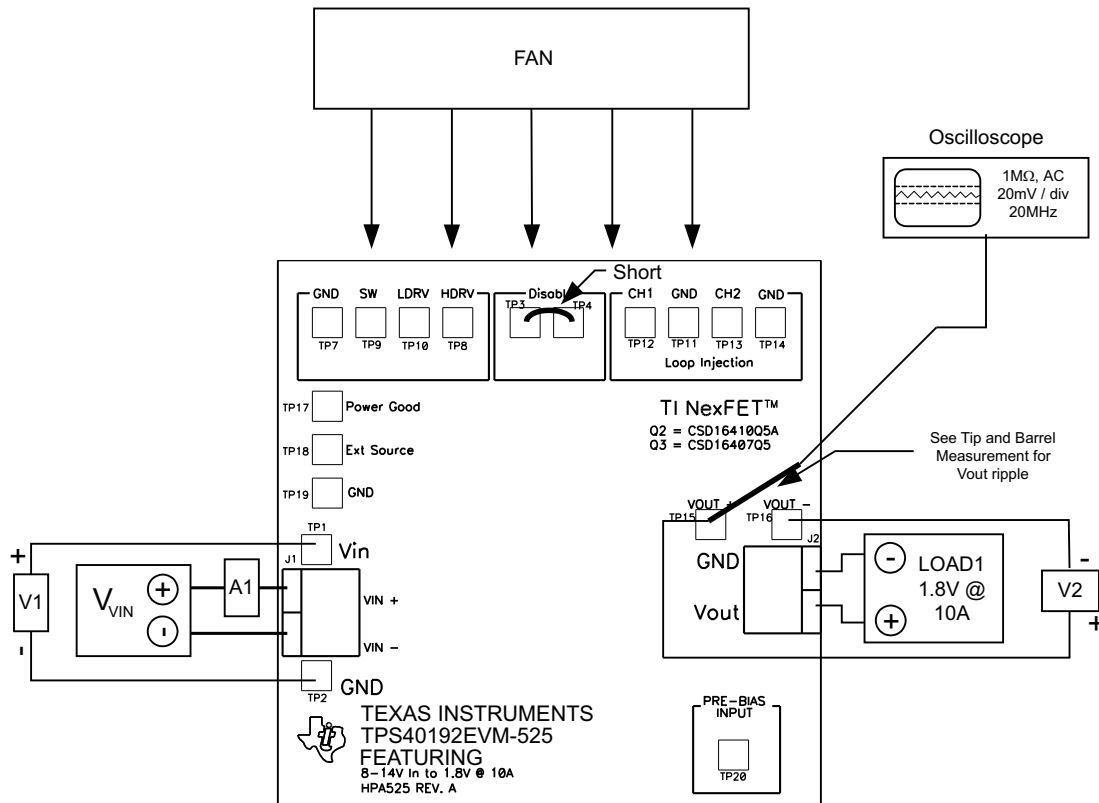 FAN
Oscilloscope
1MΩ, AC
20mV / div
20MHz
Short
GND SW LDRV HDRV
TP7 TP9 TP10 TP8
Disabl
TP3 TP4
CH1 GND CH2 GND
TP12 TP11 TP13 TP14
Loop Injection
TP17 Power Good
TP18 Ext Source
TP19 GND
TI NexFET™
Q2 = CSD16410Q5A
Q3 = CSD16407Q5
See Tip and Barrel
Measurement for
Vout ripple
VOUT + VOUT -
TP15 TP16
TP1
Vin
J1
VIN +
VIN -
TP2 GND
+
V1
-
VVIN
+
-
A1
J2
GND
Vout
-
+
LOAD1
1.8V @
10A
-
V2
+
TEXAS INSTRUMENTS
TPS40192EVM-525
FEATURING
8-14V In to 1.8V @ 10A
HPA525 REV. A
ti
PRE-BIAS
INPUT
TP20